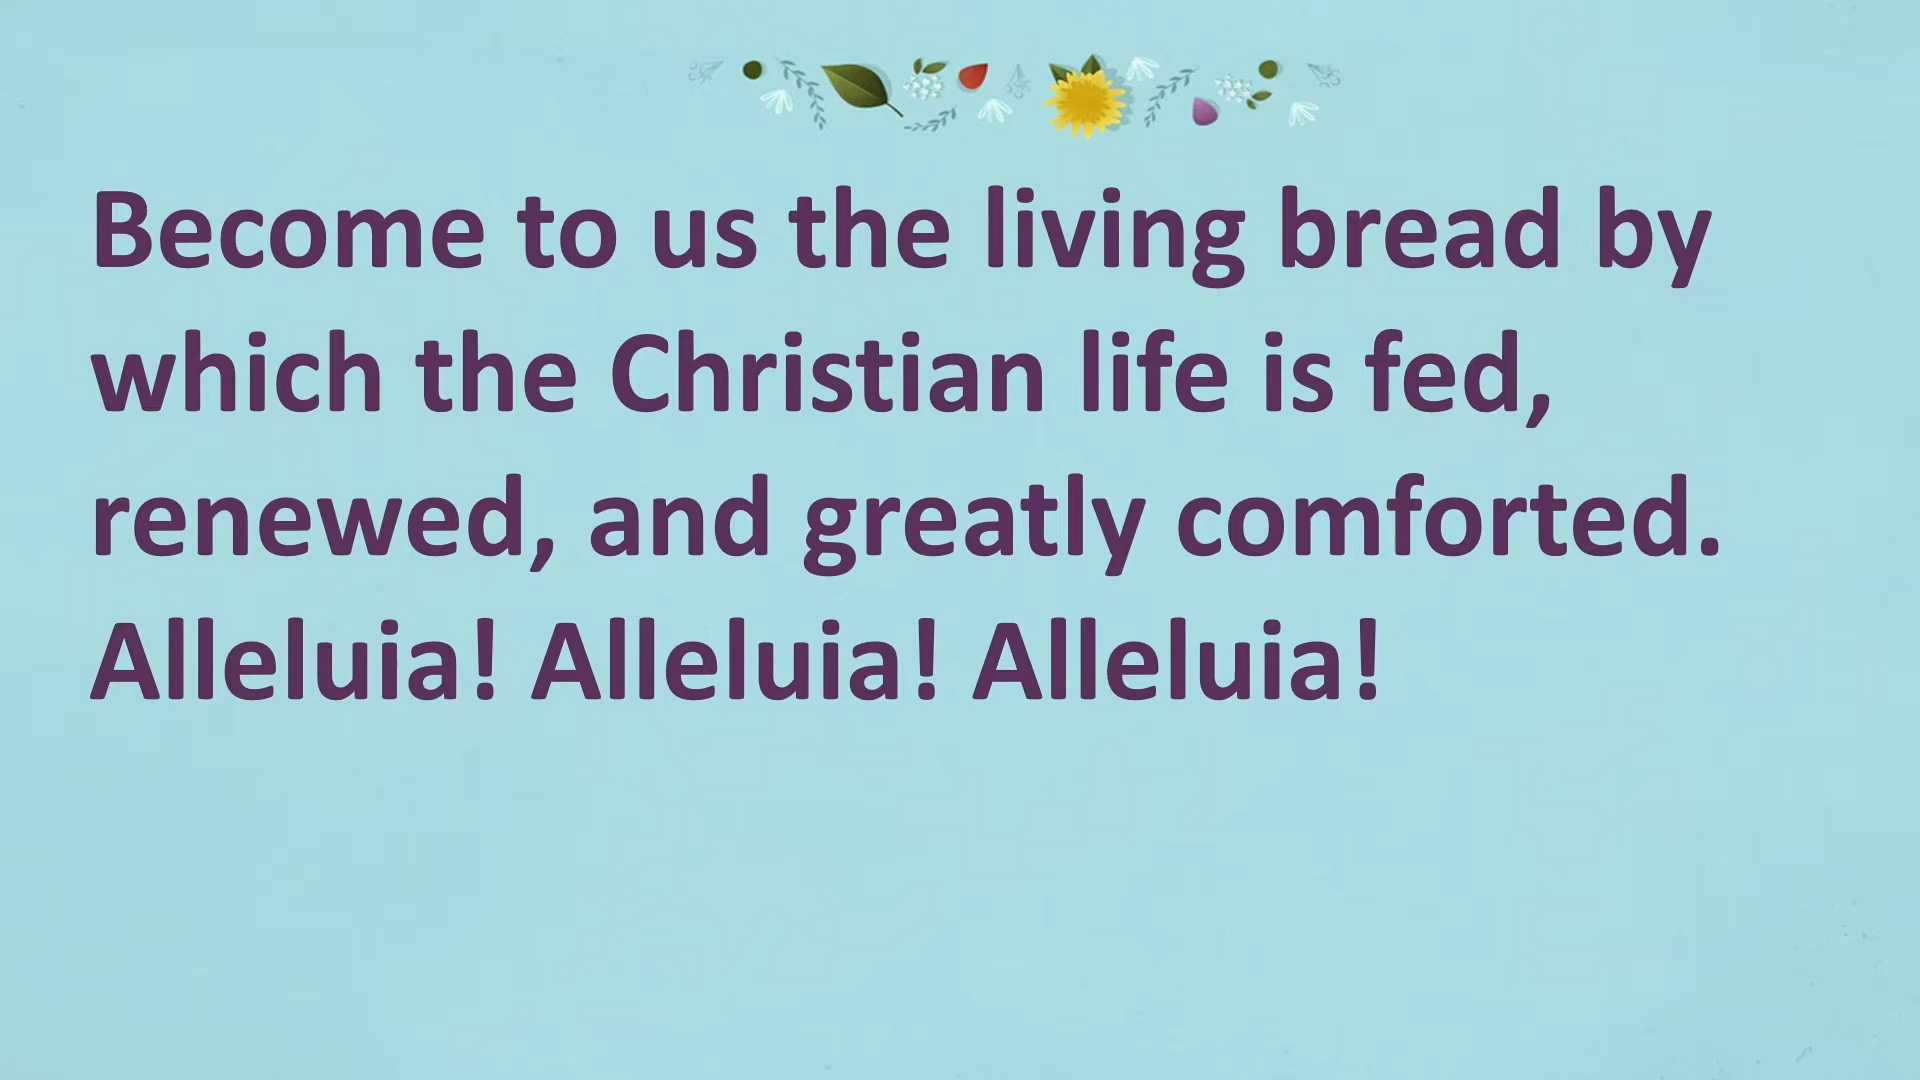 Become to us the living bread by
which the Christian life is fed,
renewed, and greatly comforted.
Alleluia! Alleluia! Alleluia!